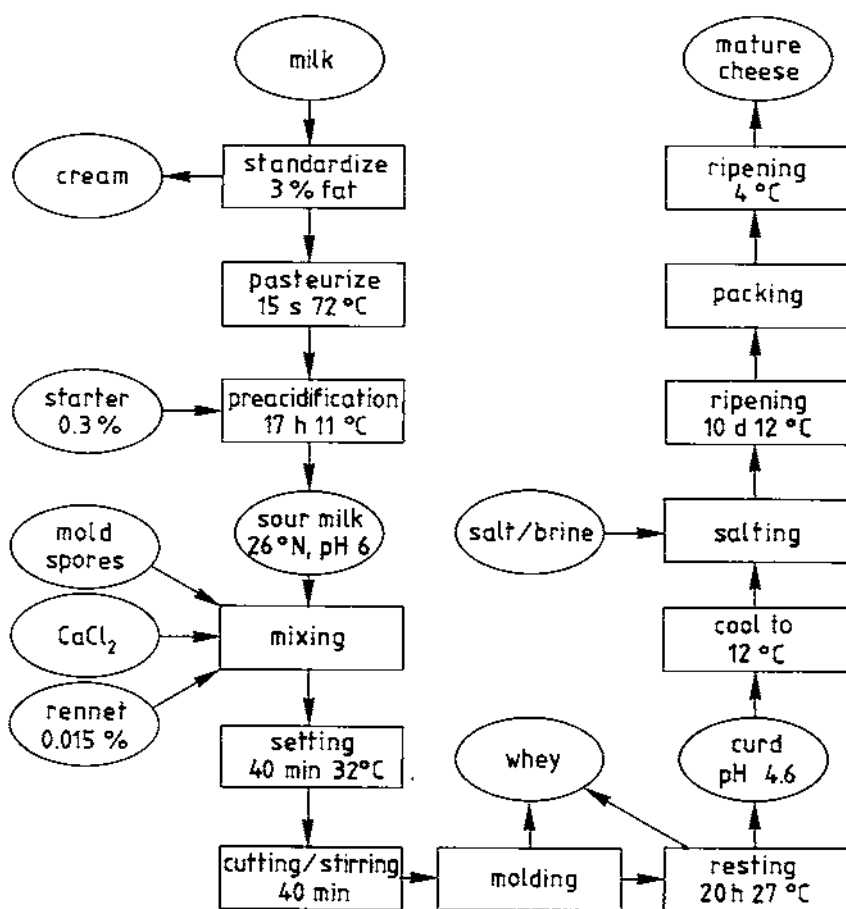 milk
cream
standardize
3 % fat
pasteurize
15 s 72 °C
starter
0.3 %
preacidification
17 h 11 °C
sour milk
26 °N, pH 6
mold
spores
CaCl₂
rennet
0.015 %
mixing
setting
40 min 32°C
cutting/stirring
40 min
molding
whey
resting
20 h 27 °C
curd
pH 4.6
cool to
12 °C
salt/brine
salting
ripening
10 d 12 °C
packing
ripening
4 °C
mature
cheese